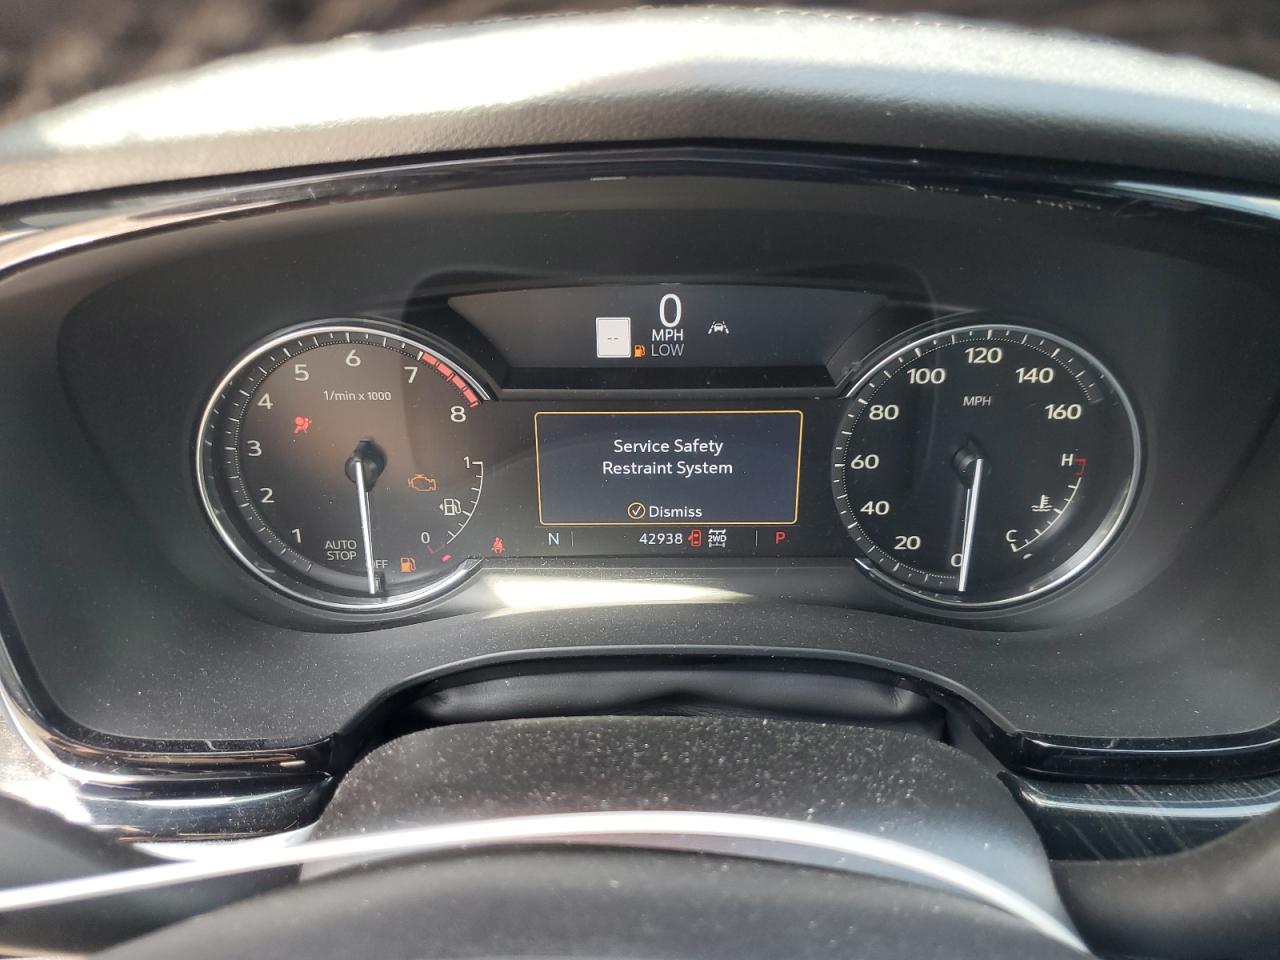 0
MPH
--
LOW
1/min x 1000
1
2
3
4
5
6
7
8
AUTO
STOP
OFF
1
0
Service Safety
Restraint System
Dismiss
N
42938
2WD
P
MPH
0
20
40
60
80
100
120
140
160
H
C